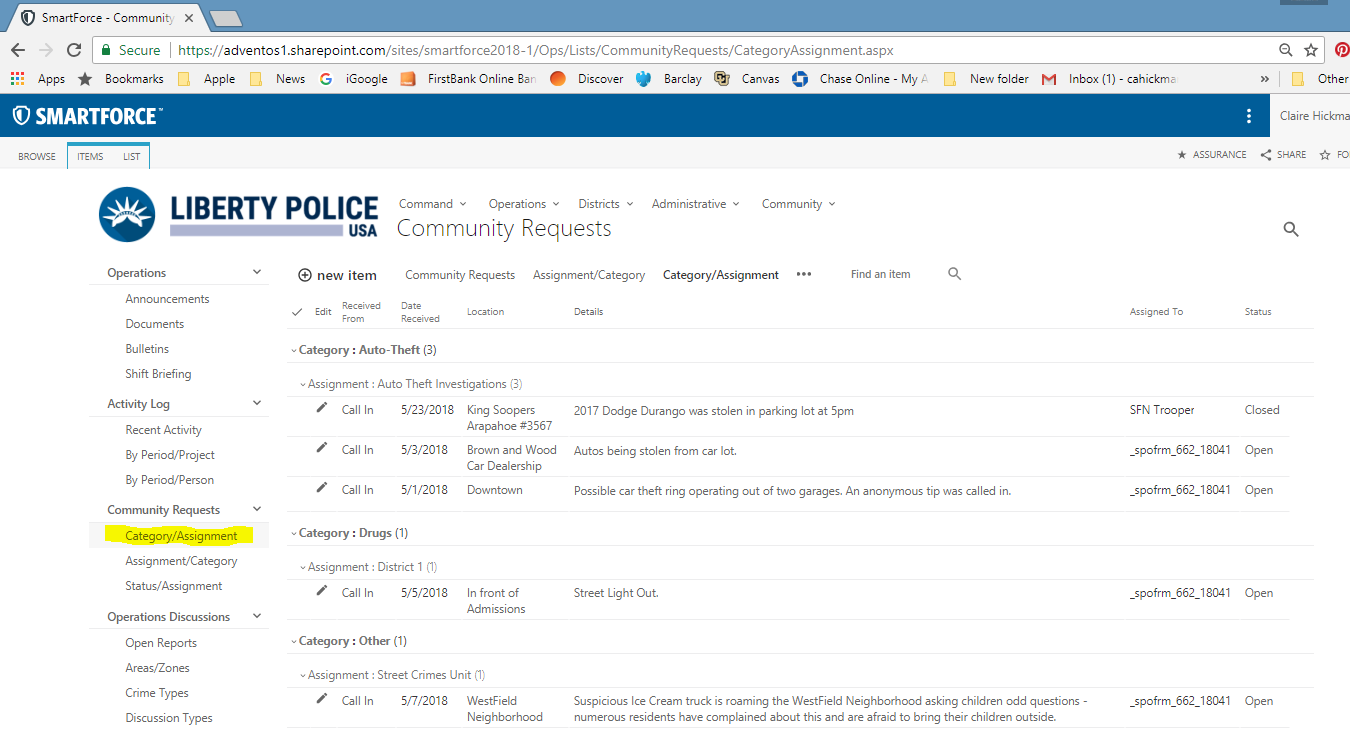 SmartForce - Community
Secure
https://adventos1.sharepoint.com/sites/smartforce2018-1/Ops/Lists/CommunityRequests/CategoryAssignment.aspx
Apps Bookmarks Apple News iGoogle FirstBank Online Ban Discover Barclay Canvas Chase Online - My A New folder Inbox (1) - cahickma » Other
SMARTFORCE™
Claire Hickma
BROWSE ITEMS LIST
ASSURANCE SHARE FO
LIBERTY POLICE
USA
Command Operations Districts Administrative Community
Community Requests
Operations
Announcements
Documents
Bulletins
Shift Briefing
Activity Log
Recent Activity
By Period/Project
By Period/Person
Community Requests
Category/Assignment
Assignment/Category
Status/Assignment
Operations Discussions
Open Reports
Areas/Zones
Crime Types
Discussion Types
new item Community Requests Assignment/Category Category/Assignment ••• Find an item
Edit Received From Date Received Location Details Assigned To Status
Category : Auto-Theft (3)
Assignment : Auto Theft Investigations (3)
Call In 5/23/2018 King Soopers 2017 Dodge Durango was stolen in parking lot at 5pm SFN Trooper Closed
Arapahoe #3567
Call In 5/3/2018 Brown and Wood Autos being stolen from car lot. _spofrm_662_18041 Open
Car Dealership
Call In 5/1/2018 Downtown Possible car theft ring operating out of two garages. An anonymous tip was called in. _spofrm_662_18041 Open
Category : Drugs (1)
Assignment : District 1 (1)
Call In 5/5/2018 In front of Street Light Out. _spofrm_662_18041 Open
Admissions
Category : Other (1)
Assignment : Street Crimes Unit (1)
Call In 5/7/2018 WestField Suspicious Ice Cream truck is roaming the WestField Neighborhood asking children odd questions - _spofrm_662_18041 Open
Neighborhood numerous residents have complained about this and are afraid to bring their children outside.